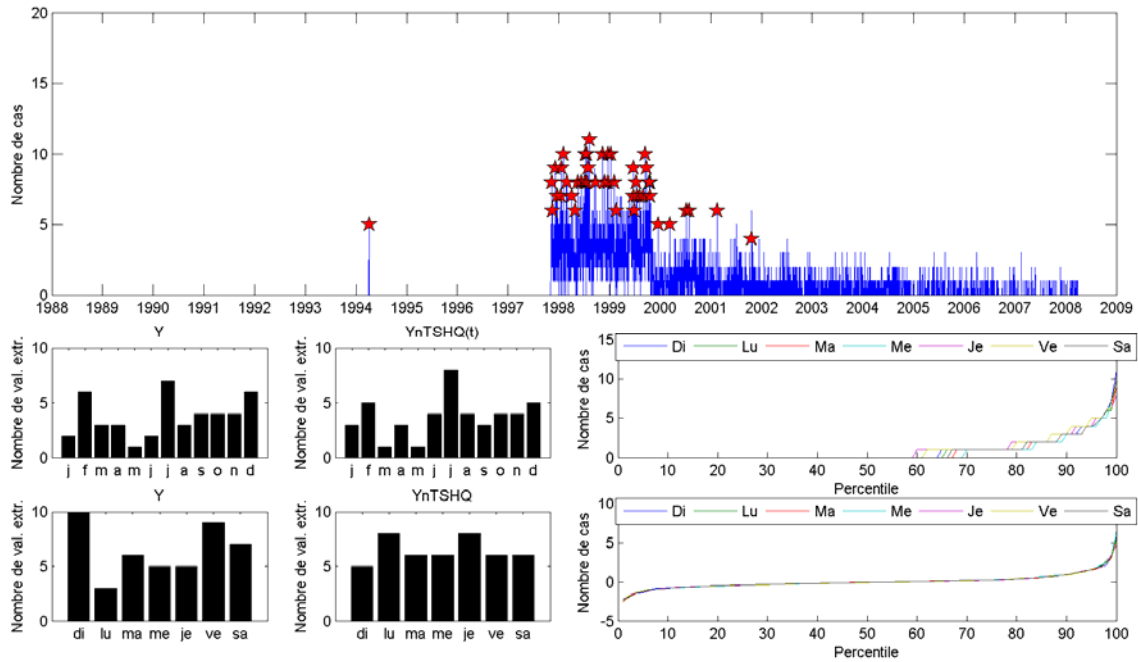 20
15
10
5
0
Nombre de cas
1988 1989 1990 1991 1992 1993 1994 1995 1996 1997 1998 1999 2000 2001 2002 2003 2004 2005 2006 2007 2008 2009
Y
10
5
0
Nombre de val. extr.
j f m a m j j a s o n d
YnTSHQ(t)
10
5
0
Nombre de val. extr.
j f m a m j j a s o n d
15
10
5
0
Nombre de cas
Di Lu Ma Me Je Ve Sa
0 10 20 30 40 50 60 70 80 90 100
Percentile
Y
10
5
0
Nombre de val. extr.
di lu ma me je ve sa
YnTSHQ
10
5
0
Nombre de val. extr.
di lu ma me je ve sa
10
5
0
-5
Nombre de cas
Di Lu Ma Me Je Ve Sa
0 10 20 30 40 50 60 70 80 90 100
Percentile